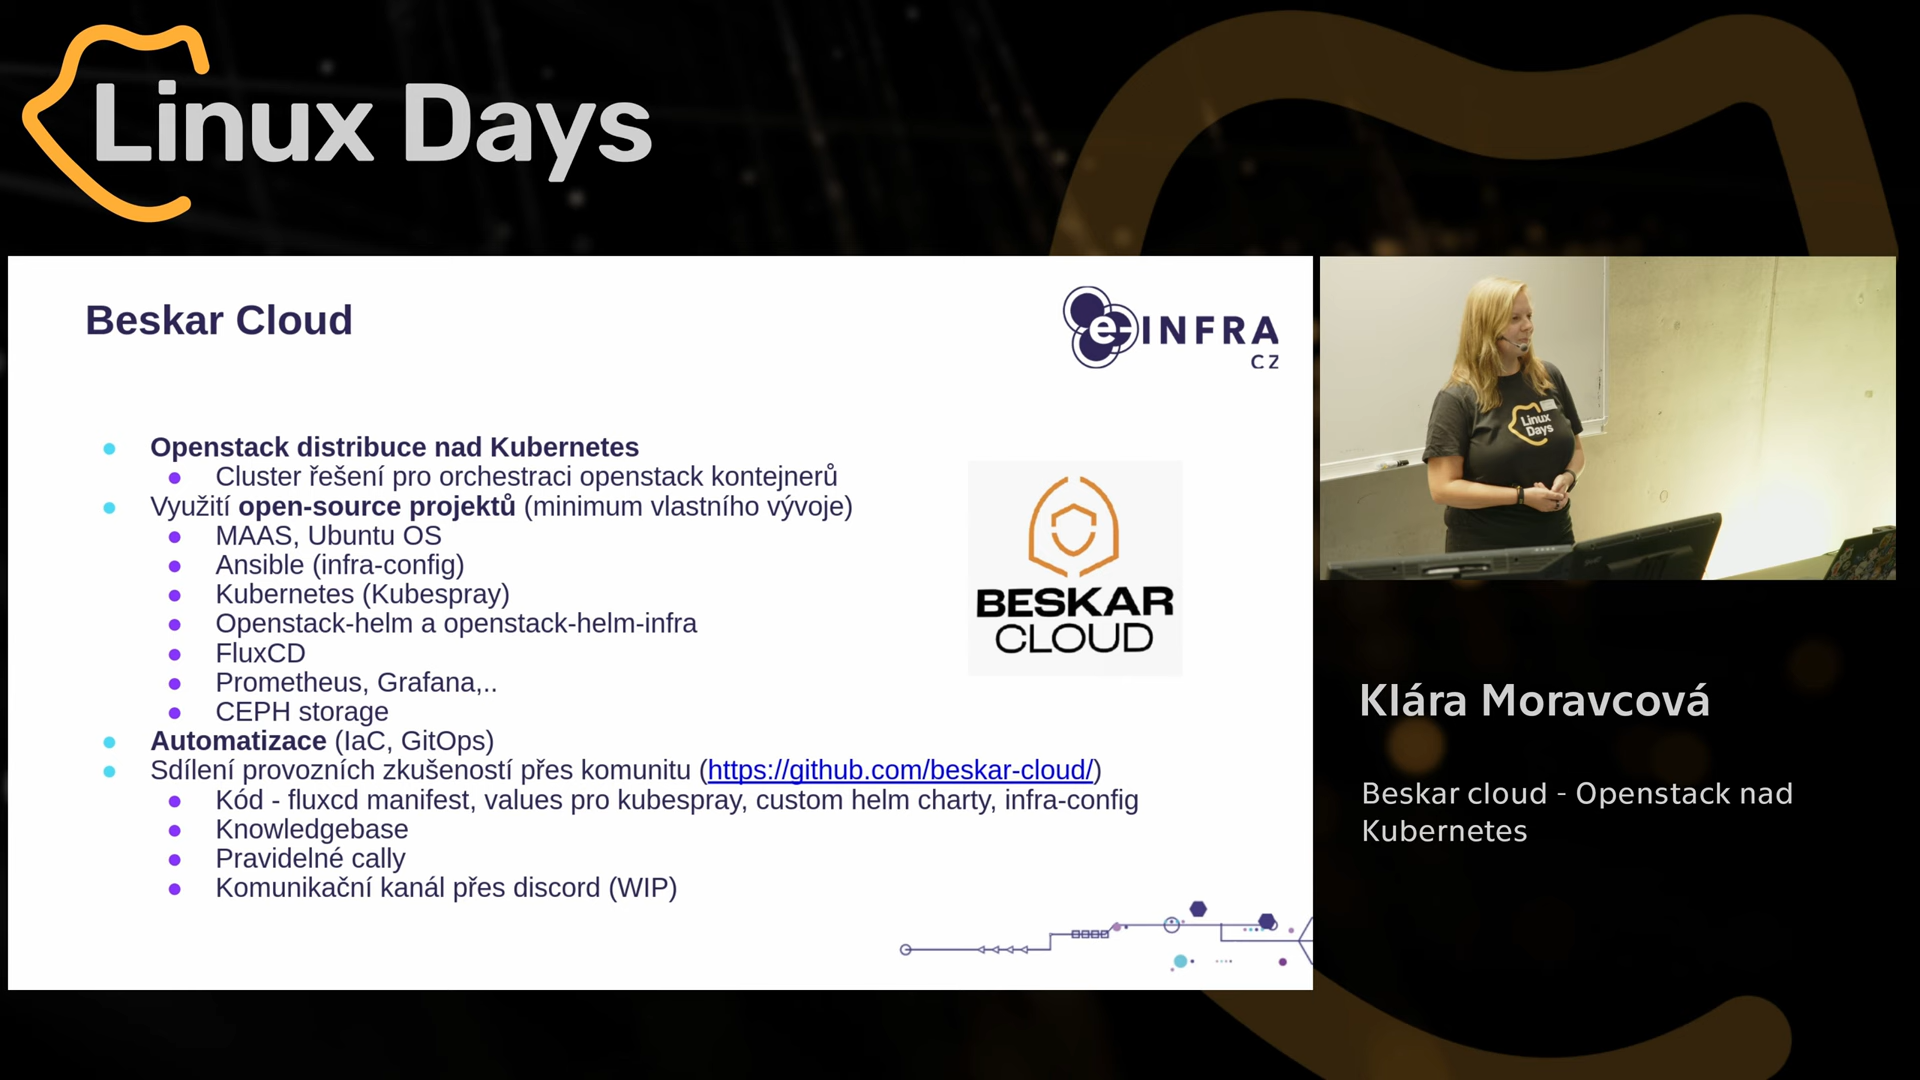 Linux Days
Beskar Cloud
e-INFRA
CZ
Openstack distribuce nad Kubernetes
Cluster řešení pro orchestraci openstack kontejnerů
Využití open-source projektů (minimum vlastního vývoje)
MAAS, Ubuntu OS
Ansible (infra-config)
Kubernetes (Kubespray)
Openstack-helm a openstack-helm-infra
FluxCD
Prometheus, Grafana,..
CEPH storage
Automatizace (IaC, GitOps)
Sdílení provozních zkušeností přes komunitu (https://github.com/beskar-cloud/)
Kód - fluxcd manifest, values pro kubespray, custom helm charty, infra-config
Knowledgebase
Pravidelné cally
Komunikační kanál přes discord (WIP)
BESKAR
CLOUD
Linux
Days
Klára Moravcová
Beskar cloud - Openstack nad
Kubernetes